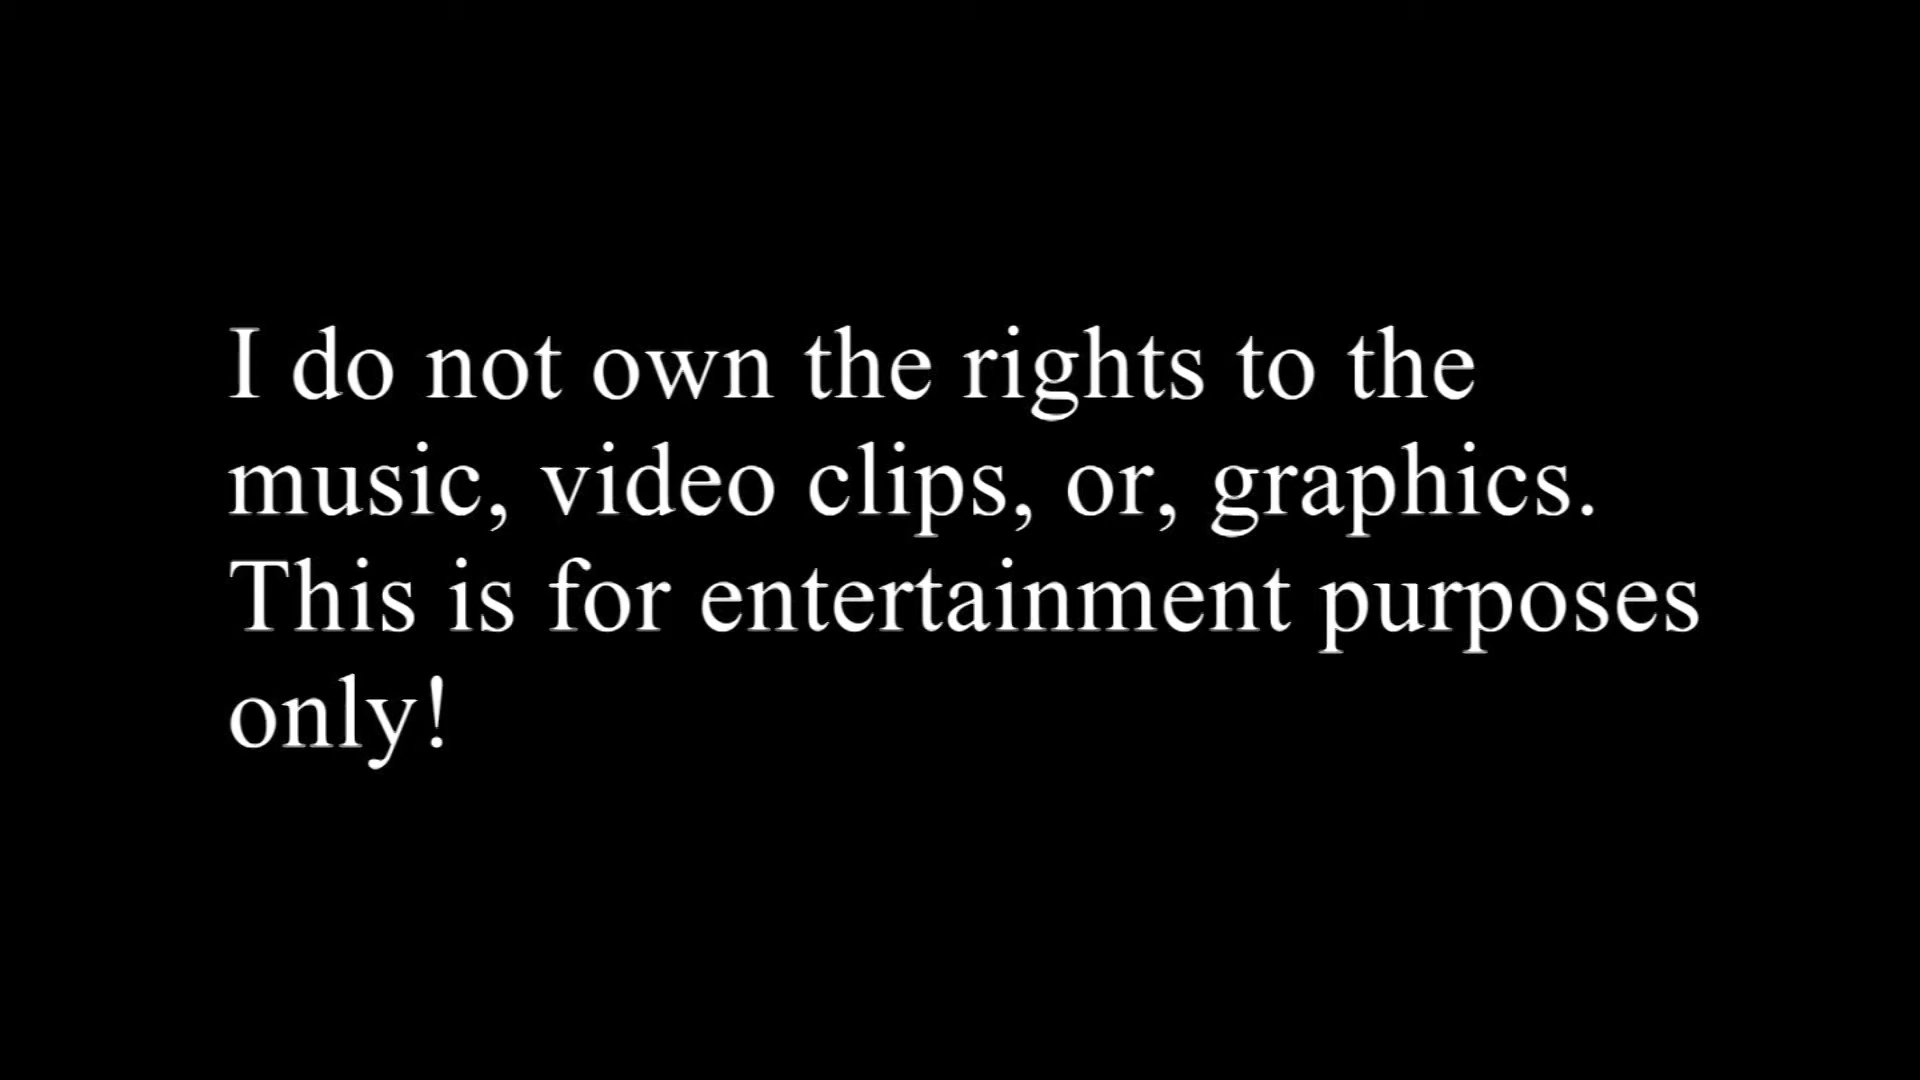 I do not own the rights to the
music, video clips, or, graphics.
This is for entertainment purposes
only!